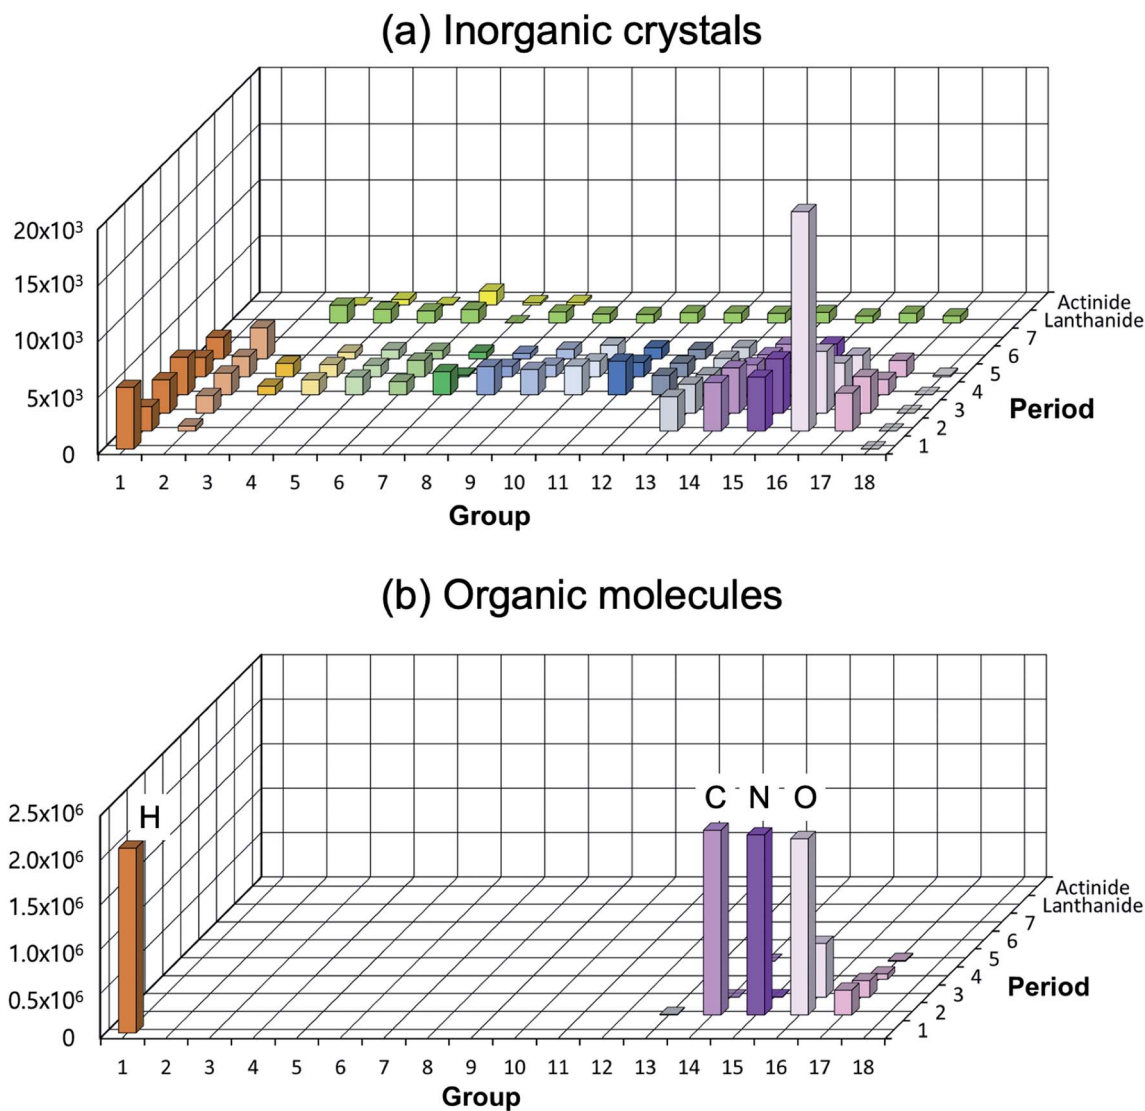 (a) Inorganic crystals
20x10³
15x10³
10x10³
5x10³
0
1 2 3 4 5 6 7 8 9 10 11 12 13 14 15 16 17 18
Group
Actinide
Lanthanide
7
6
5
4
3
2
1
Period
(b) Organic molecules
2.5x10⁶
2.0x10⁶
1.5x10⁶
1.0x10⁶
0.5x10⁶
0
H
C N O
1 2 3 4 5 6 7 8 9 10 11 12 13 14 15 16 17 18
Group
Actinide
Lanthanide
7
6
5
4
3
2
1
Period